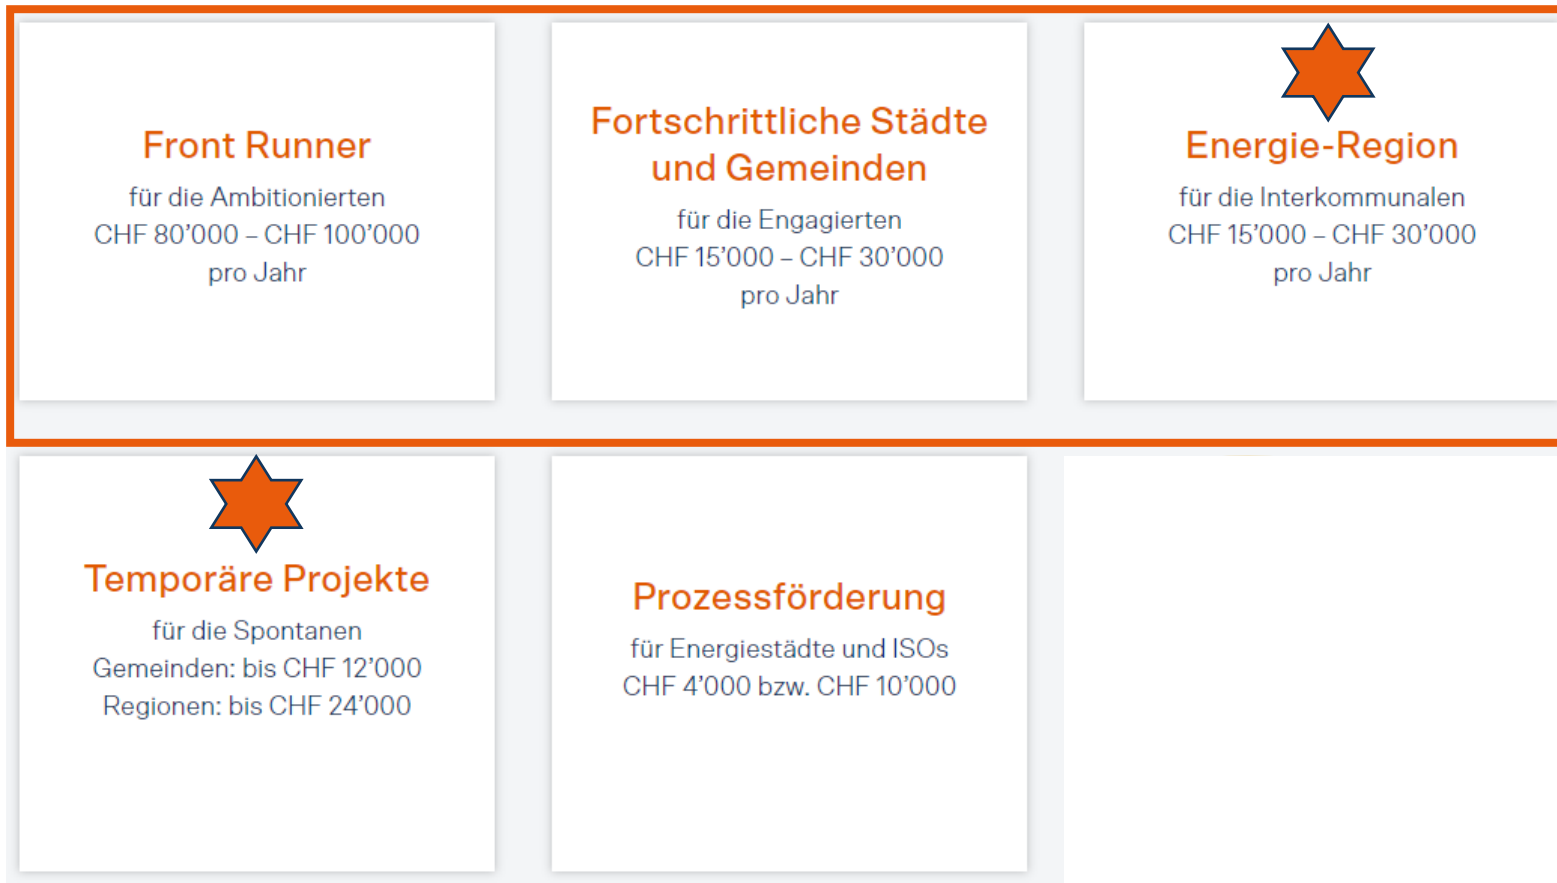 Front Runner
für die Ambitionierten
CHF 80’000 – CHF 100’000
pro Jahr
Fortschrittliche Städte
und Gemeinden
für die Engagierten
CHF 15’000 – CHF 30’000
pro Jahr
Energie-Region
für die Interkommunalen
CHF 15’000 – CHF 30’000
pro Jahr
Temporäre Projekte
für die Spontanen
Gemeinden: bis CHF 12’000
Regionen: bis CHF 24’000
Prozessförderung
für Energiestädte und ISOs
CHF 4’000 bzw. CHF 10’000